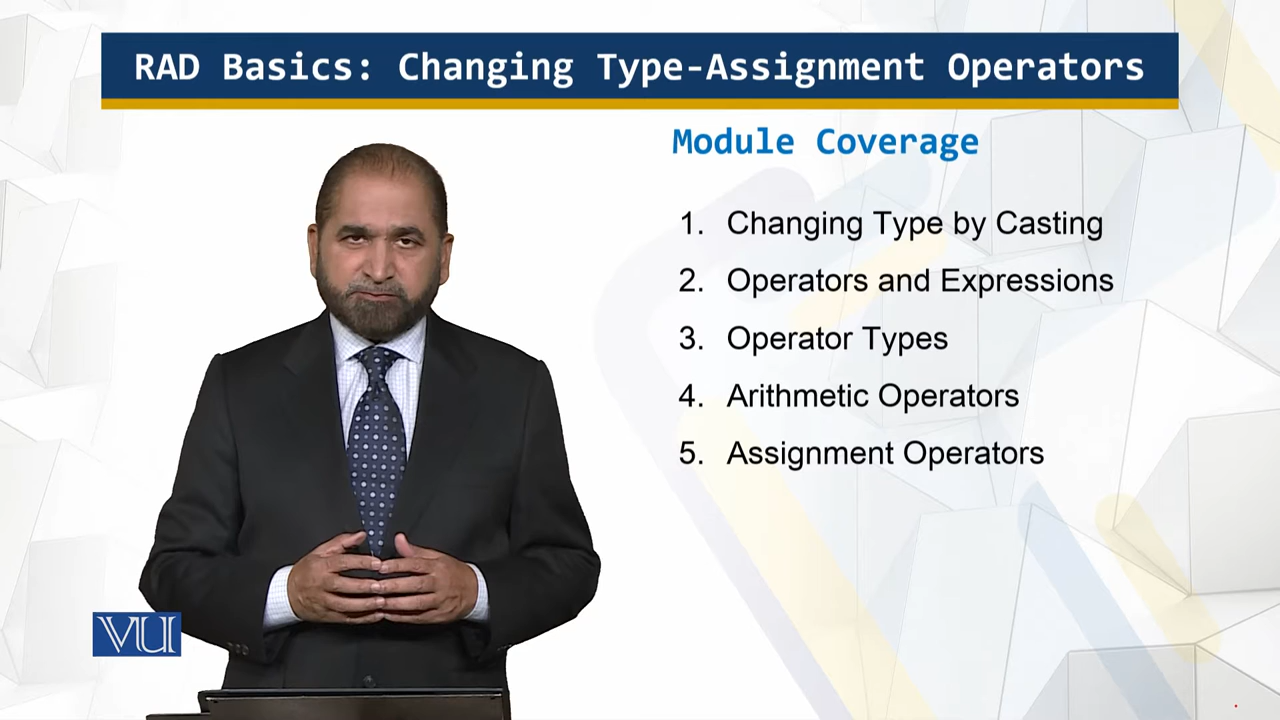 RAD Basics: Changing Type-Assignment Operators
Module Coverage
1. Changing Type by Casting
2. Operators and Expressions
3. Operator Types
4. Arithmetic Operators
5. Assignment Operators
VU